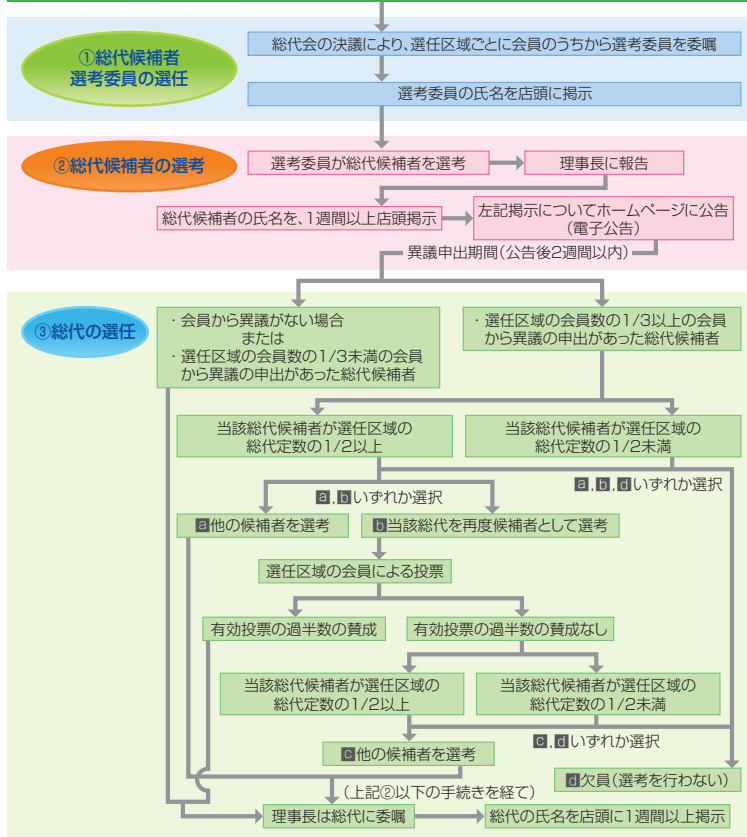 ①総代候補者
選考委員の選任
総代会の決議により、選任区域ごとに会員のうちから選考委員を委嘱
選考委員の氏名を店頭に掲示
②総代候補者の選考
選考委員が総代候補者を選考
理事長に報告
総代候補者の氏名を、1週間以上店頭掲示
左記掲示についてホームページに公告
(電子公告)
異議申出期間(公告後2週間以内)
③総代の選任
・会員から異議がない場合
または
・選任区域の会員数の1/3未満の会員
から異議の申出があった総代候補者
・選任区域の会員数の1/3以上の会員
から異議の申出があった総代候補者
当該総代候補者が選任区域の
総代定数の1/2以上
当該総代候補者が選任区域の
総代定数の1/2未満
a,bいずれか選択
a,b,dいずれか選択
a他の候補者を選考
b当該総代を再度候補者として選考
選任区域の会員による投票
有効投票の過半数の賛成
有効投票の過半数の賛成なし
当該総代候補者が選任区域の
総代定数の1/2以上
当該総代候補者が選任区域の
総代定数の1/2未満
c,dいずれか選択
c他の候補者を選考
d欠員(選考を行わない)
(上記②以下の手続きを経て)
理事長は総代に委嘱
総代の氏名を店頭に1週間以上掲示